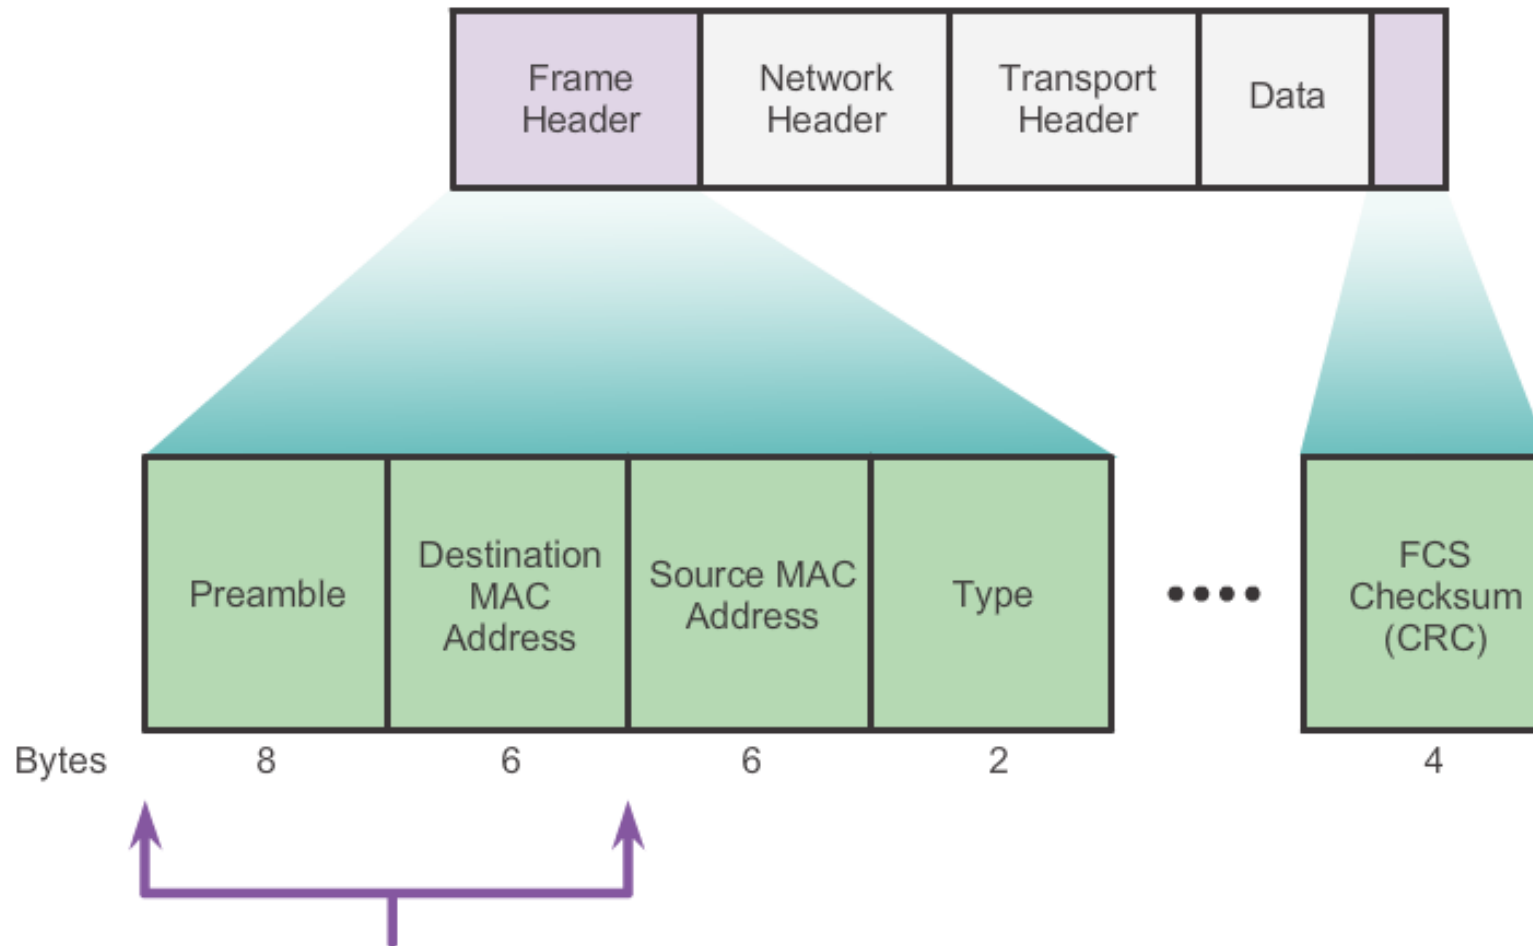 Frame
Header
Network
Header
Transport
Header
Data
Preamble
Destination
MAC
Address
Source MAC
Address
Type
FCS
Checksum
(CRC)
Bytes 8 6 6 2 4